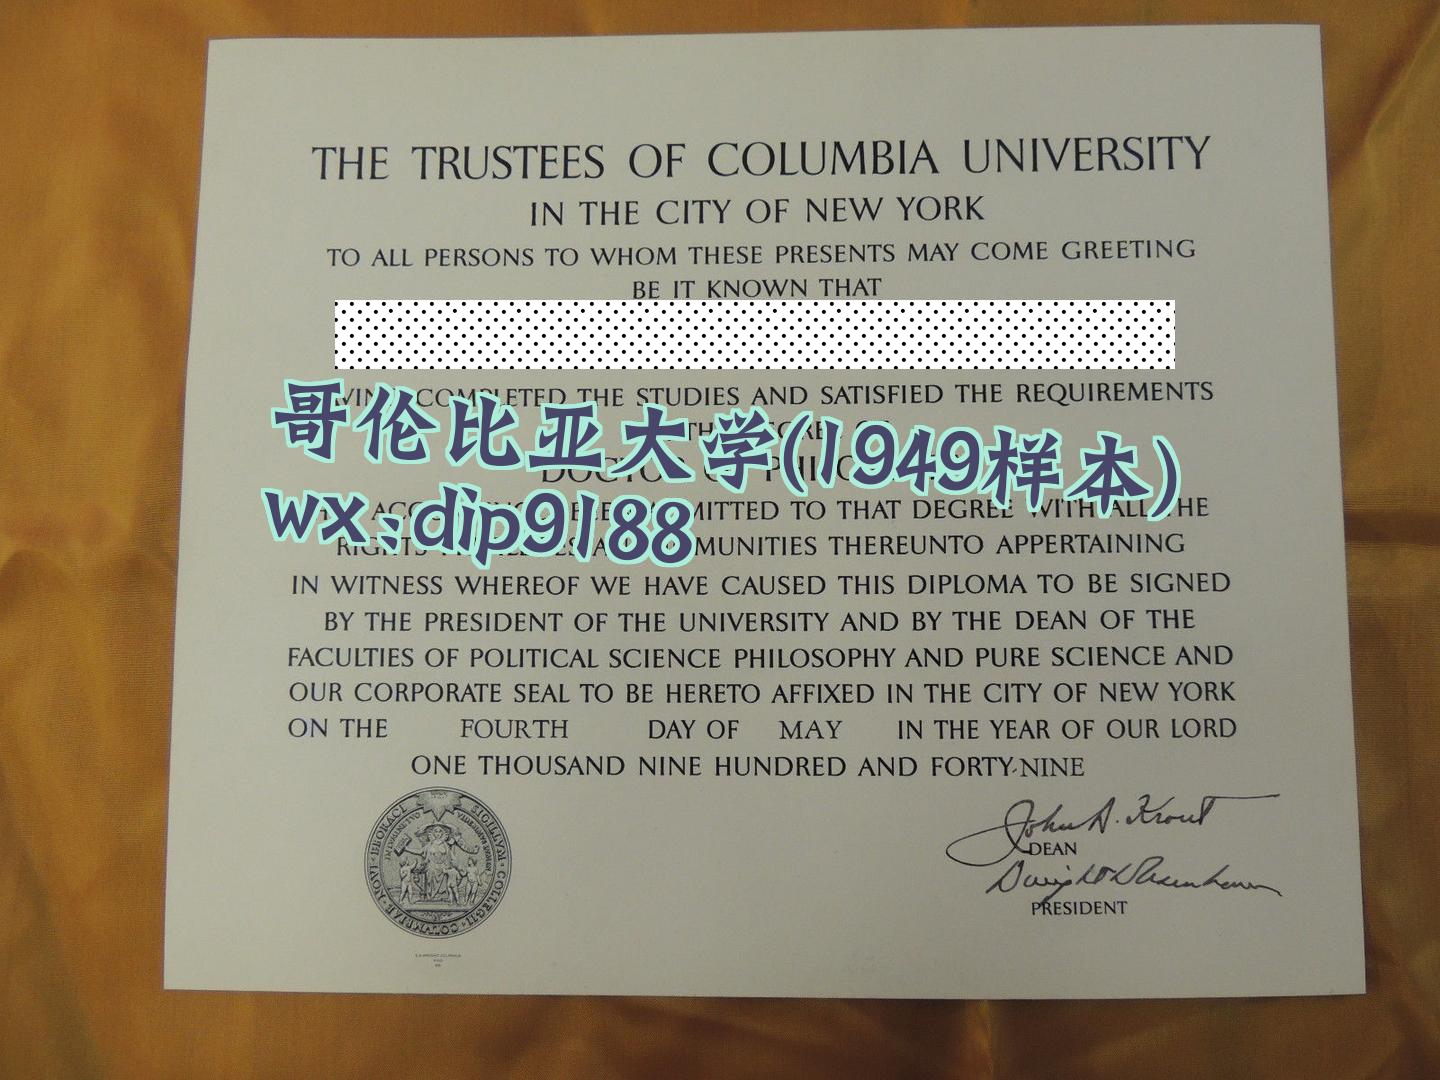 THE TRUSTEES OF COLUMBIA UNIVERSITY
IN THE CITY OF NEW YORK
TO ALL PERSONS TO WHOM THESE PRESENTS MAY COME GREETING
BE IT KNOWN THAT
COMPLETED THE STUDIES AND SATISFIED THE REQUIREMENTS
哥伦比亚大学(1949样本)
DOCTOR OF
wx:dip9188
TO THAT DEGREE WITH ALL THE
THEREUNTO APPERTAINING
IN WITNESS WHEREOF WE HAVE CAUSED THIS DIPLOMA TO BE SIGNED
BY THE PRESIDENT OF THE UNIVERSITY AND BY THE DEAN OF THE
FACULTIES OF POLITICAL SCIENCE PHILOSOPHY AND PURE SCIENCE AND
OUR CORPORATE SEAL TO BE HERETO AFFIXED IN THE CITY OF NEW YORK
ON THE FOURTH DAY OF MAY IN THE YEAR OF OUR LORD
ONE THOUSAND NINE HUNDRED AND FORTY-NINE
John A. Krout
DEAN
Dwight D Eisenhower
PRESIDENT